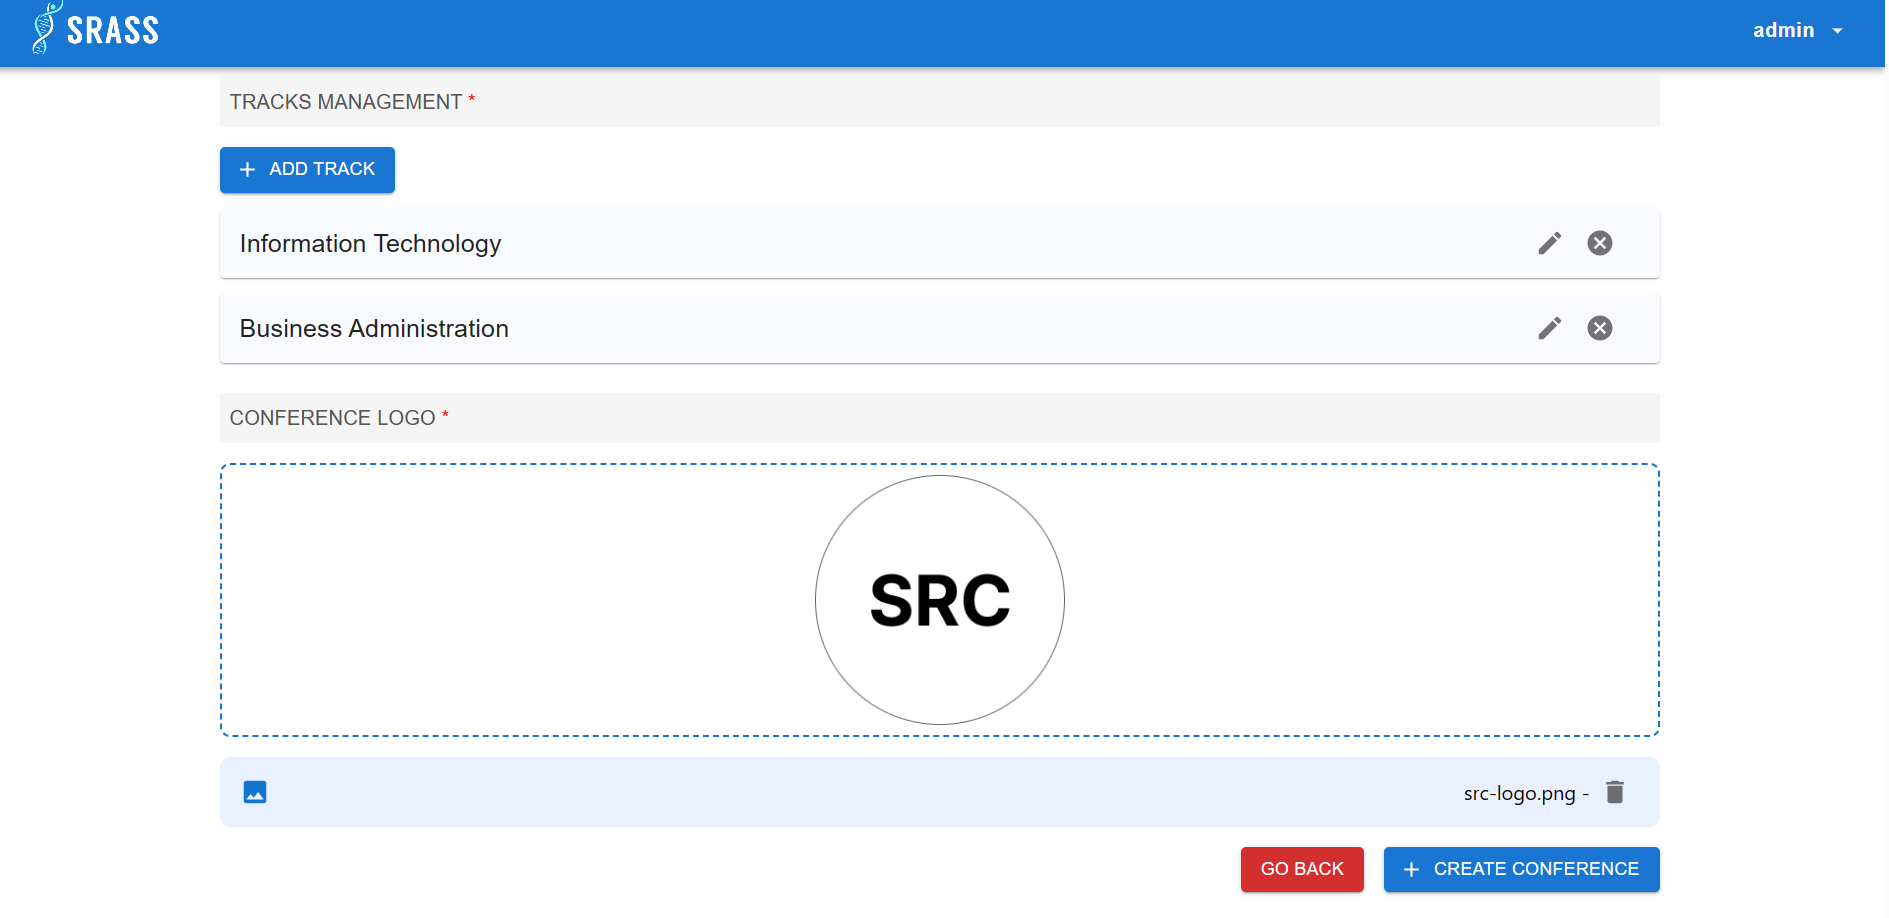 SRASS
admin
TRACKS MANAGEMENT *
ADD TRACK
Information Technology
Business Administration
CONFERENCE LOGO *
SRC
src-logo.png -
GO BACK
CREATE CONFERENCE